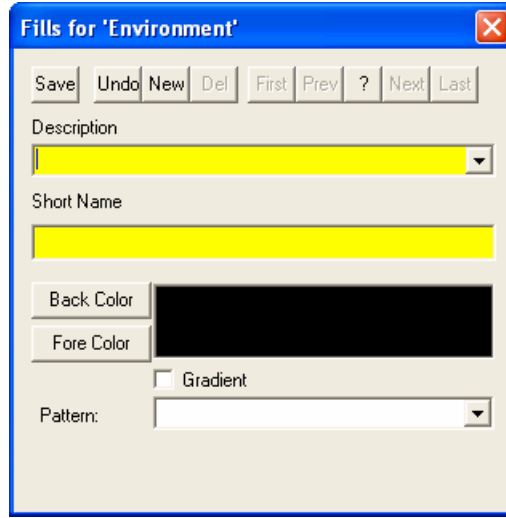 Fills for 'Environment'
Save Undo New Del First Prev ? Next Last
Description
Short Name
Back Color
Fore Color
Gradient
Pattern: